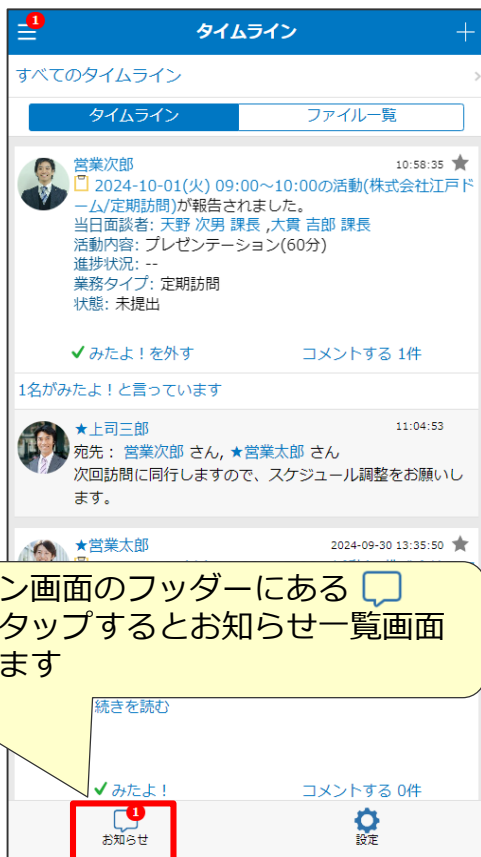 1
タイムライン
すべてのタイムライン
タイムライン
ファイル一覧
営業次郎
10:58:35
2024-10-01(火) 09:00～10:00の活動(株式会社江戸ド
ーム/定期訪問)が報告されました。
当日面談者: 天野 次男 課長 ,大貫 吉郎 課長
活動内容: プレゼンテーション(60分)
進捗状況: --
業務タイプ: 定期訪問
状態: 未提出
みたよ！を外す
コメントする 1件
1名がみたよ！と言っています
★上司三郎
11:04:53
宛先： 営業次郎 さん, ★営業太郎 さん
次回訪問に同行しますので、スケジュール調整をお願いし
ます。
★営業太郎
2024-09-30 13:35:50
ン画面のフッダーにある
タップするとお知らせ一覧画面
ます
続きを読む
みたよ！
コメントする 0件
1
お知らせ
設定